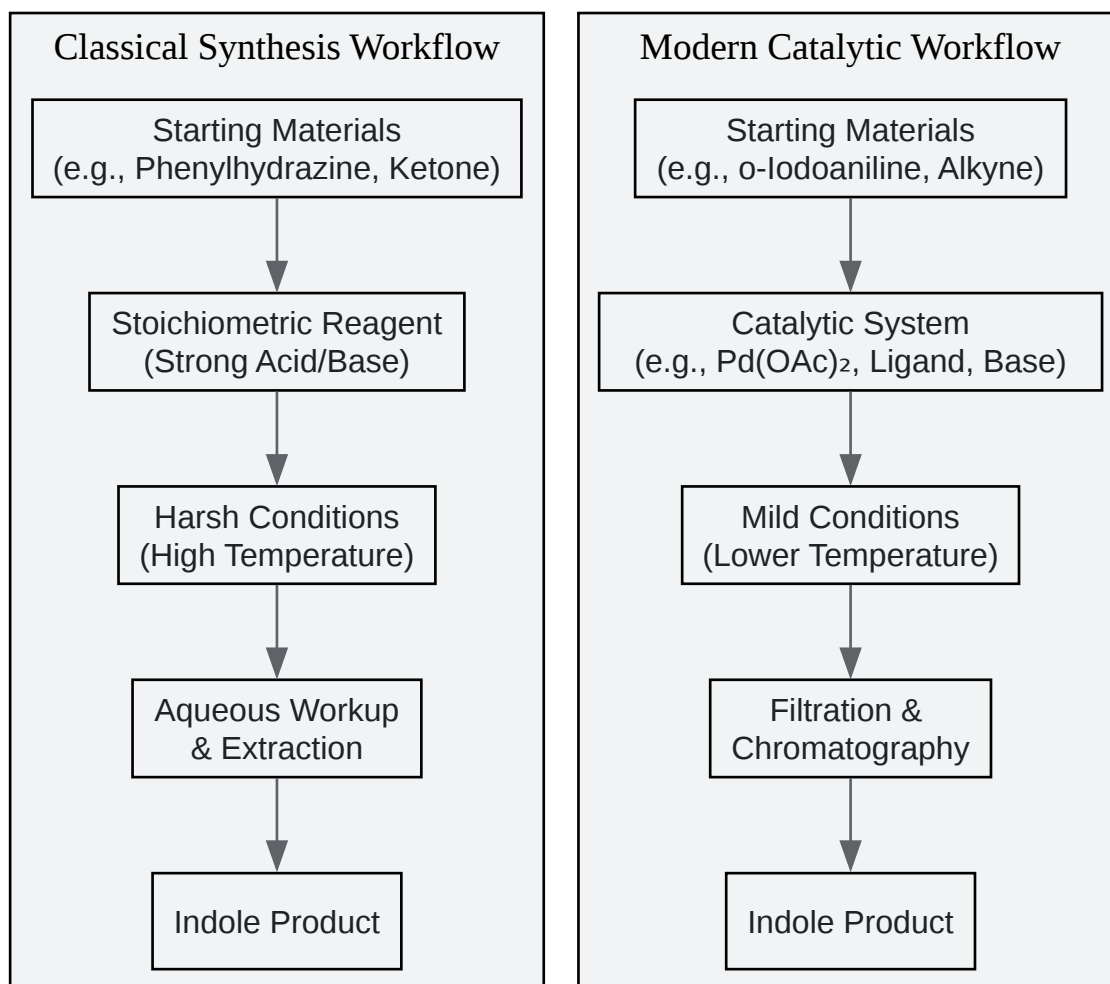 Classical Synthesis Workflow
Starting Materials
(e.g., Phenylhydrazine, Ketone)
Stoichiometric Reagent
(Strong Acid/Base)
Harsh Conditions
(High Temperature)
Aqueous Workup
& Extraction
Indole Product
Modern Catalytic Workflow
Starting Materials
(e.g., o-Iodoaniline, Alkyne)
Catalytic System
(e.g., Pd(OAc)₂, Ligand, Base)
Mild Conditions
(Lower Temperature)
Filtration &
Chromatography
Indole Product